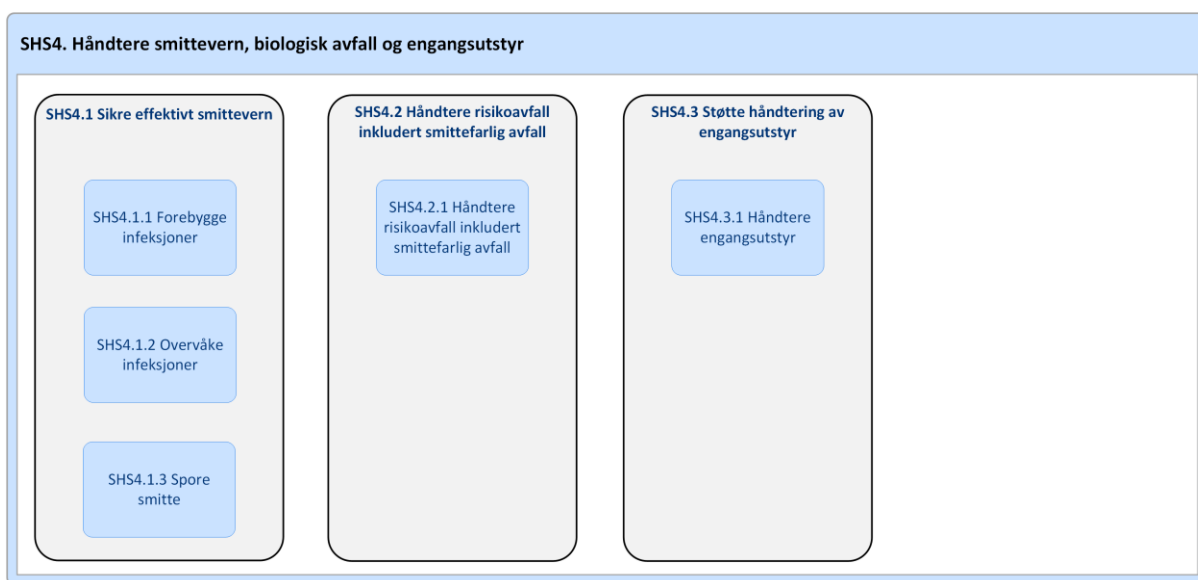 SHS4. Håndtere smittevern, biologisk avfall og engangsutstyr
SHS4.1 Sikre effektivt smittevern
SHS4.1.1 Forebygge
infeksjoner
SHS4.1.2 Overvåke
infeksjoner
SHS4.1.3 Spore
smitte
SHS4.2 Håndtere risikoavfall
inkludert smittefarlig avfall
SHS4.2.1 Håndtere
risikoavfall inkludert
smittefarlig avfall
SHS4.3 Støtte håndtering av
engangsutstyr
SHS4.3.1 Håndtere
engangsutstyr